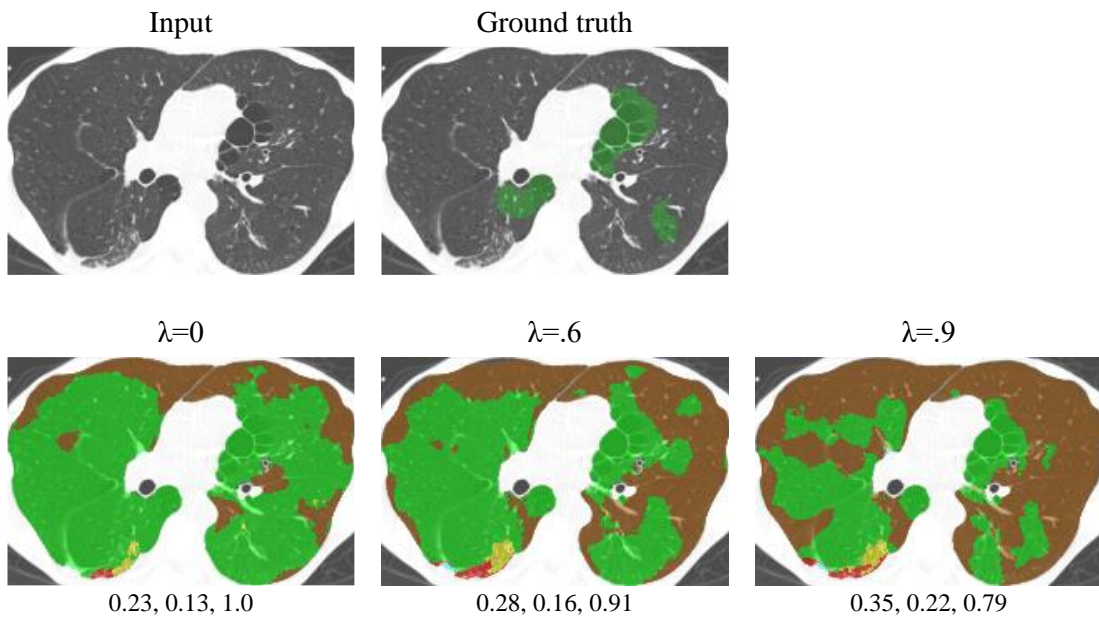 Input
Ground truth
λ=0
λ=.6
λ=.9
0.23, 0.13, 1.0
0.28, 0.16, 0.91
0.35, 0.22, 0.79